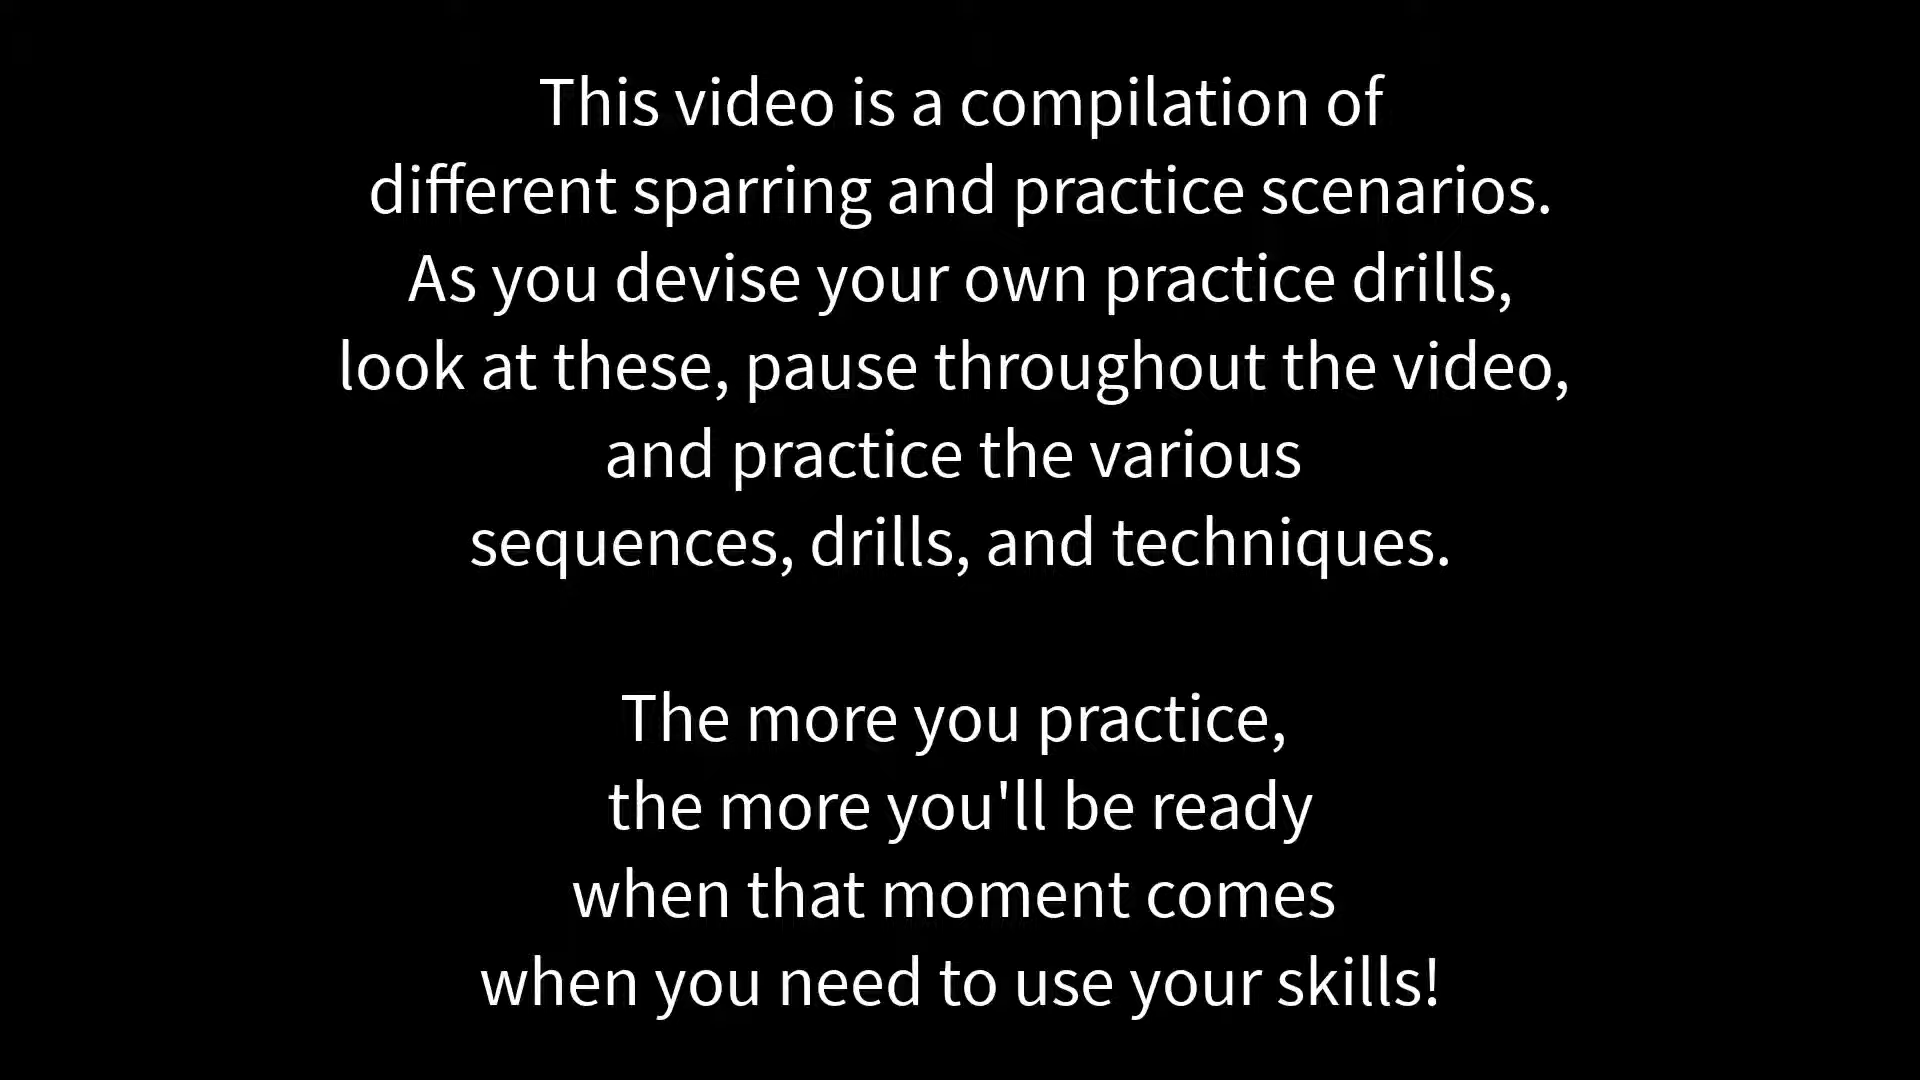 This video is a compilation of
different sparring and practice scenarios.
As you devise your own practice drills,
look at these, pause throughout the video,
and practice the various
sequences, drills, and techniques.
The more you practice,
the more you'll be ready
when that moment comes
when you need to use your skills!